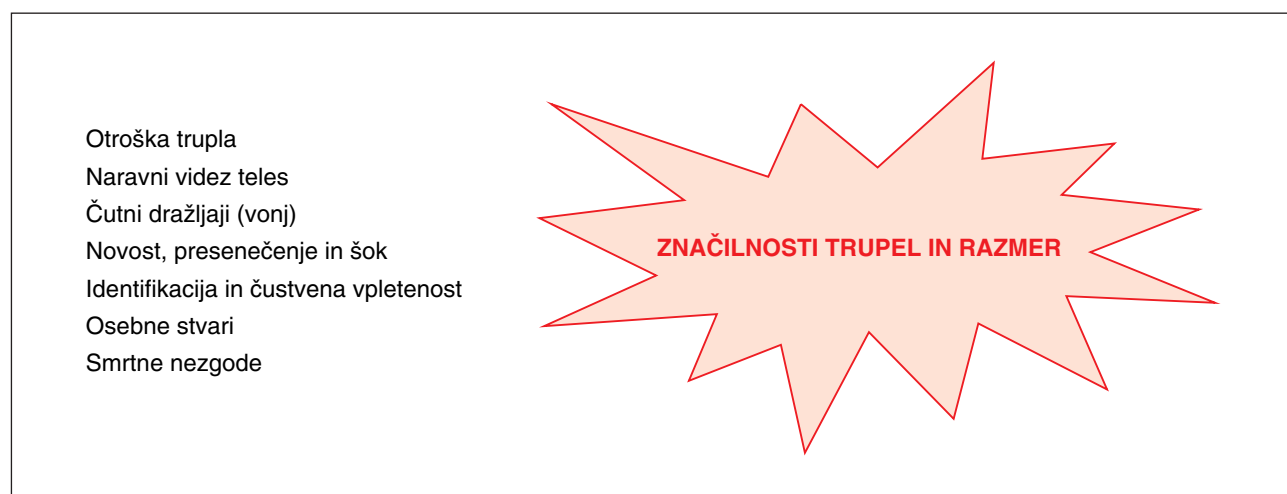 Otroška trupla
Naravni videz teles
Čutni dražljaji (vonj)
Novost, presenečenje in šok
Identifikacija in čustvena vpletenost
Osebne stvari
Smrtne nezgode
ZNAČILNOSTI TRUPEL IN RAZMER